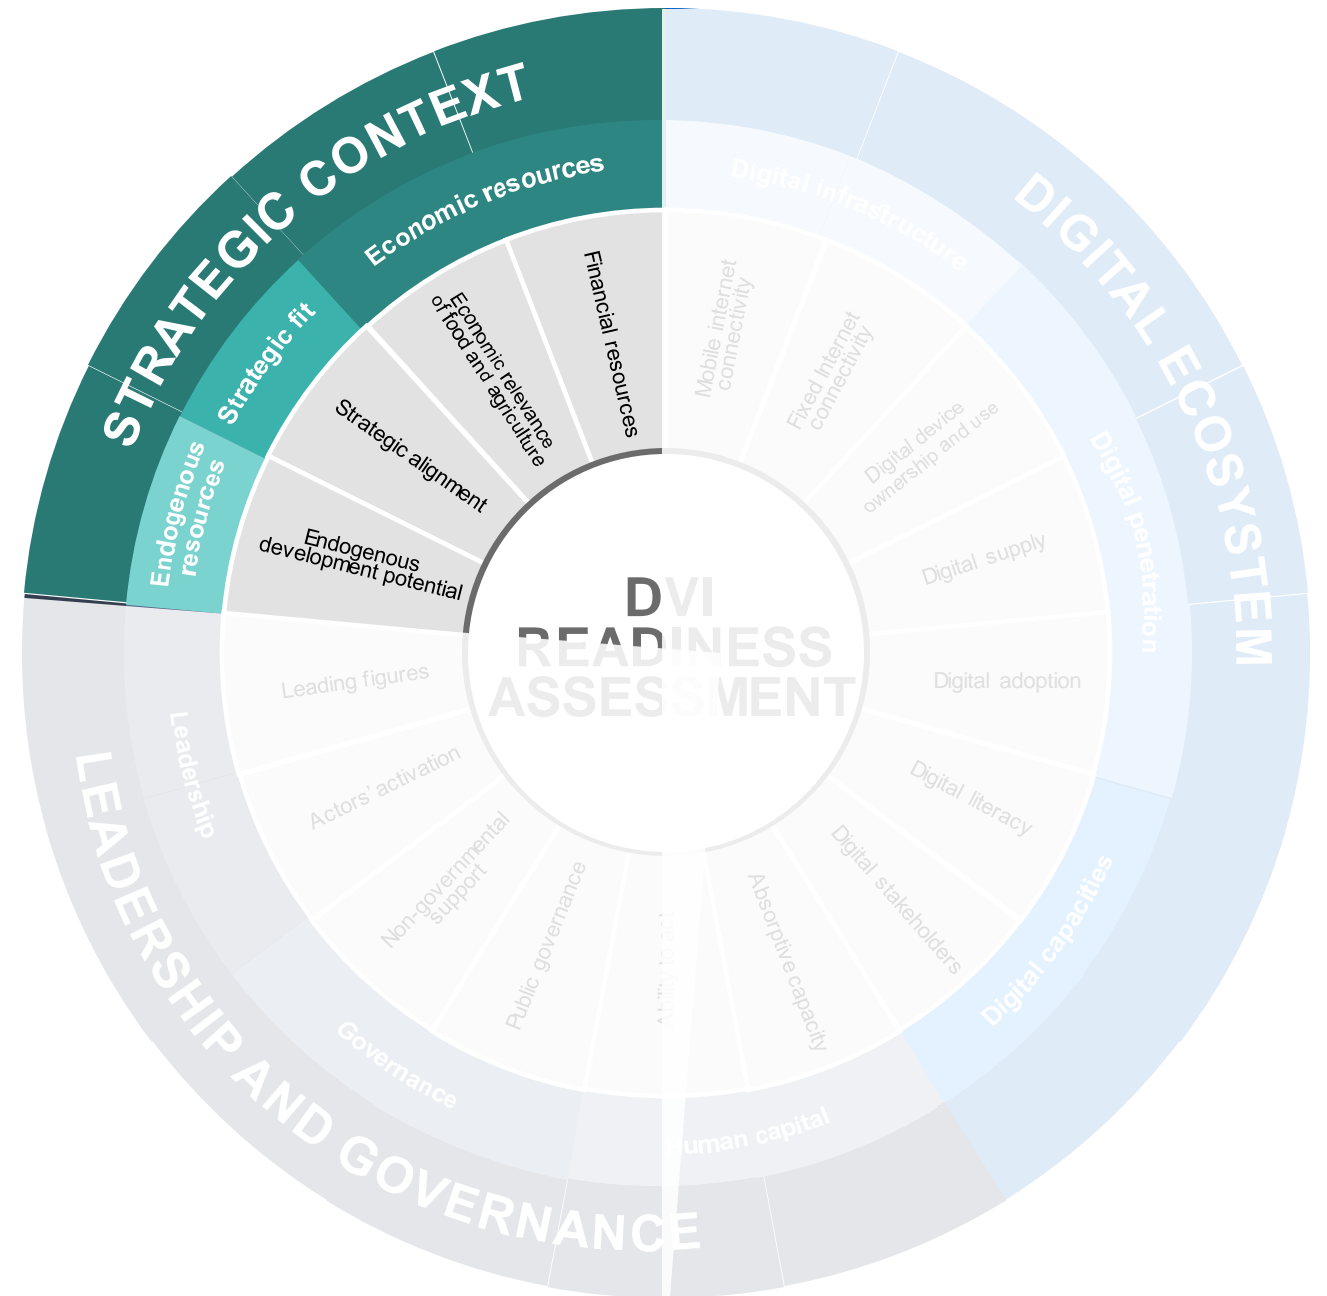 STRATEGIC CONTEXT
Economic resources
Strategic fit
Endogenous
resources
Financial resources
Economic relevance
of food and agriculture
Strategic alignment
Endogenous
development potential
DIGITAL ECOSYSTEM
Digital infrastructure
Digital penetration
Digital capacities
Mobile internet
connectivity
Fixed Internet
connectivity
Digital device
ownership and use
Digital supply
Digital adoption
Digital literacy
Digital stakeholders
DVI
READINESS
ASSESSMENT
LEADERSHIP AND GOVERNANCE
Leadership
Governance
Human capital
Leading figures
Actors' activation
Non-governmental
support
Public governance
Absorptive capacity